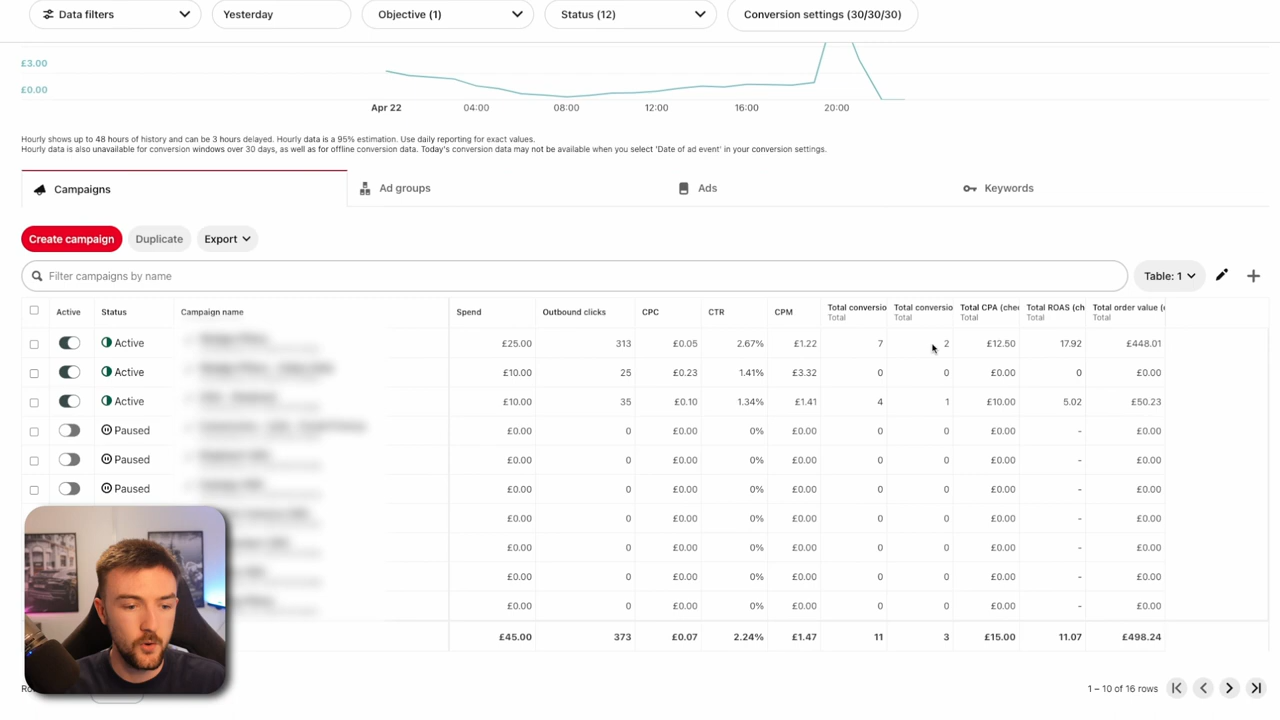 Data filters Yesterday Objective (1) Status (12) Conversion settings (30/30/30)
£3.00
£0.00
Apr 22 04:00 08:00 12:00 16:00 20:00
Hourly shows up to 48 hours of history and can be 3 hours delayed. Hourly data is a 95% estimation. Use daily reporting for exact values.
Hourly data is also unavailable for conversion windows over 30 days, as well as for offline conversion data. Today's conversion data may not be available when you select 'Date of ad event' in your conversion settings.
Campaigns Ad groups Ads Keywords
Create campaign Duplicate Export
Filter campaigns by name Table: 1
Active Status Campaign name Spend Outbound clicks CPC CTR CPM Total conversio Total conversio Total CPA (chec Total ROAS (ch Total order value (
Total Total Total Total Total
Active £25.00 313 £0.05 2.67% £1.22 7 2 £12.50 17.92 £448.01
Active £10.00 25 £0.23 1.41% £3.32 0 0 £0.00 0 £0.00
Active £10.00 35 £0.10 1.34% £1.41 4 1 £10.00 5.02 £50.23
Paused £0.00 0 £0.00 0% £0.00 0 0 £0.00 - £0.00
Paused £0.00 0 £0.00 0% £0.00 0 0 £0.00 - £0.00
Paused £0.00 0 £0.00 0% £0.00 0 0 £0.00 - £0.00
£0.00 0 £0.00 0% £0.00 0 0 £0.00 - £0.00
£0.00 0 £0.00 0% £0.00 0 0 £0.00 - £0.00
£0.00 0 £0.00 0% £0.00 0 0 £0.00 - £0.00
£0.00 0 £0.00 0% £0.00 0 0 £0.00 - £0.00
£45.00 373 £0.07 2.24% £1.47 11 3 £15.00 11.07 £498.24
1 – 10 of 16 rows